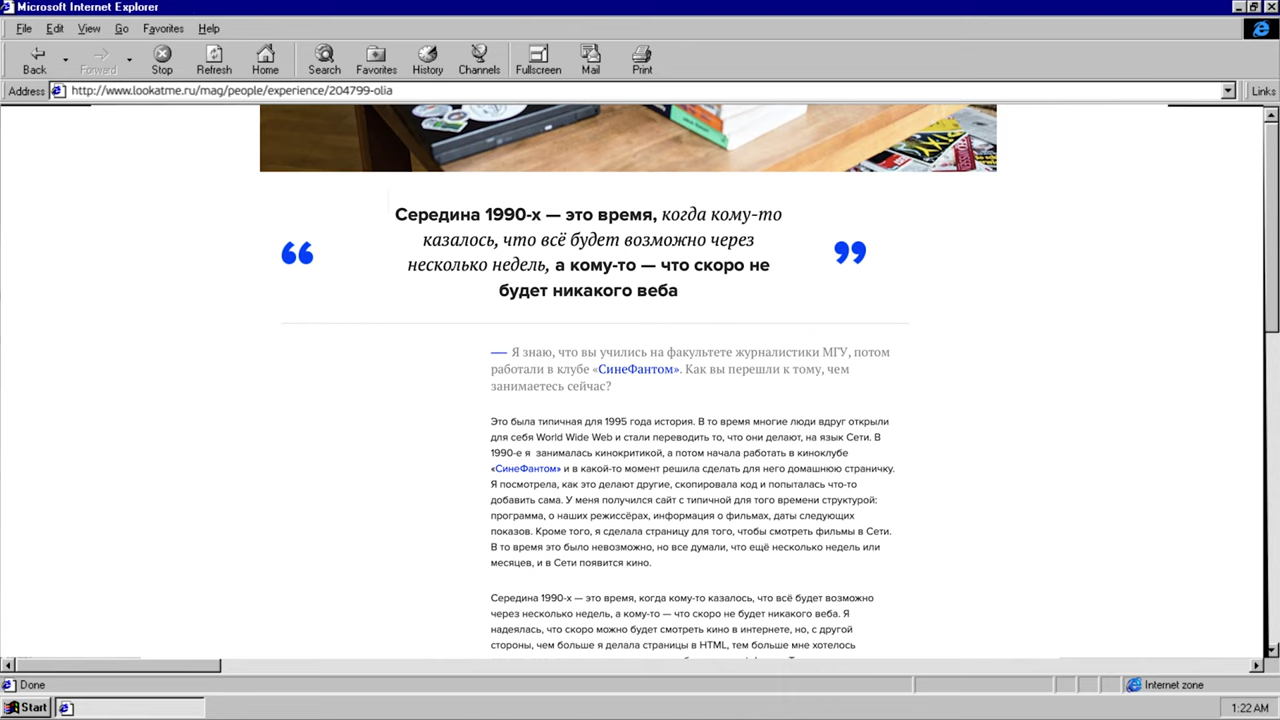 Microsoft Internet Explorer
File Edit View Go Favorites Help
Back Forward Stop Refresh Home Search Favorites History Channels Fullscreen Mail Print
Address http://www.lookatme.ru/mag/people/experience/204799-olia Links
Середина 1990-х — это время, когда кому-то
казалось, что всё будет возможно через
несколько недель, а кому-то — что скоро не
будет никакого веба
— Я знаю, что вы учились на факультете журналистики МГУ, потом
работали в клубе «СинеФантом». Как вы перешли к тому, чем
занимаетесь сейчас?
Это была типичная для 1995 года история. В то время многие люди вдруг открыли
для себя World Wide Web и стали переводить то, что они делают, на язык Сети. В
1990-е я занималась кинокритикой, а потом начала работать в киноклубе
«СинеФантом» и в какой-то момент решила сделать для него домашнюю страничку.
Я посмотрела, как это делают другие, скопировала код и попыталась что-то
добавить сама. У меня получился сайт с типичной для того времени структурой:
программа, о наших режиссёрах, информация о фильмах, даты следующих
показов. Кроме того, я сделала страницу для того, чтобы смотреть фильмы в Сети.
В то время это было невозможно, но все думали, что ещё несколько недель или
месяцев, и в Сети появится кино.
Середина 1990-х — это время, когда кому-то казалось, что всё будет возможно
через несколько недель, а кому-то — что скоро не будет никакого веба. Я
надеялась, что скоро можно будет смотреть кино в интернете, но, с другой
стороны, чем больше я делала страницы в HTML, тем больше мне хотелось
Done Internet zone
Start 1:22 AM